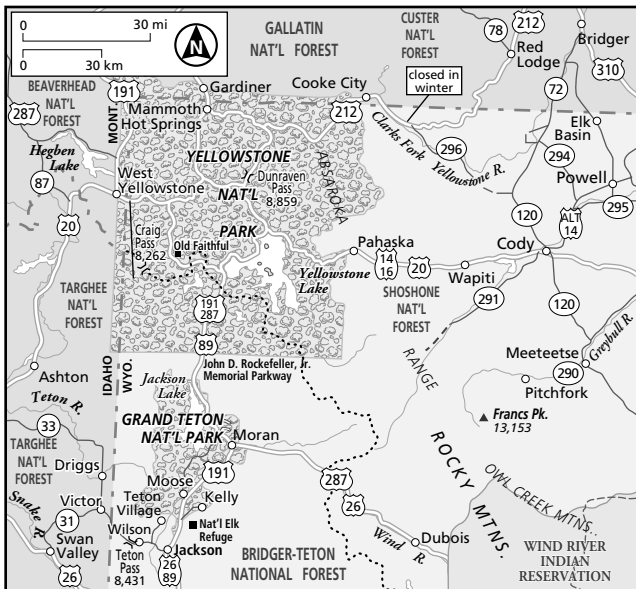 0 30 mi
0 30 km
N
GALLATIN
NAT'L FOREST
CUSTER
NAT'L
FOREST
78
212
Red
Lodge
Bridger
310
BEAVERHEAD
NAT'L
FOREST
191
Gardiner
Cooke City
closed in
winter
72
287
MONT.
Mammoth
Hot Springs
212
Clarks Fork
Yellowstone R.
296
Elk
Basin
294
Hegben
Lake
YELLOWSTONE
NAT'L
PARK
Dunraven
Pass
8,859
ABSAROKA
Powell
87
West
Yellowstone
120
ALT
14
295
20
Craig
Pass
8,262
Old Faithful
Pahaska
14
16
20
Cody
Yellowstone
Lake
Wapiti
TARGHEE
NAT'L
FOREST
191
287
SHOSHONE
NAT'L
FOREST
291
120
89
RANGE
Meeteetse
Greybull R.
IDAHO
WYO.
John D. Rockefeller, Jr.
Memorial Parkway
290
Ashton
Jackson
Lake
Pitchfork
Teton R.
Francs Pk.
13,153
33
GRAND TETON
NAT'L PARK
Moran
ROCKY MTNS.
TARGHEE
NAT'L
FOREST
191
287
OWL CREEK MTNS.
Driggs
Moose
Kelly
26
Snake R.
Victor
Teton
Village
31
Wilson
Nat'l Elk
Refuge
Wind R.
Dubois
Swan
Valley
Teton
Pass
8,431
Jackson
BRIDGER-TETON
NATIONAL FOREST
WIND RIVER
INDIAN
RESERVATION
26
26
89